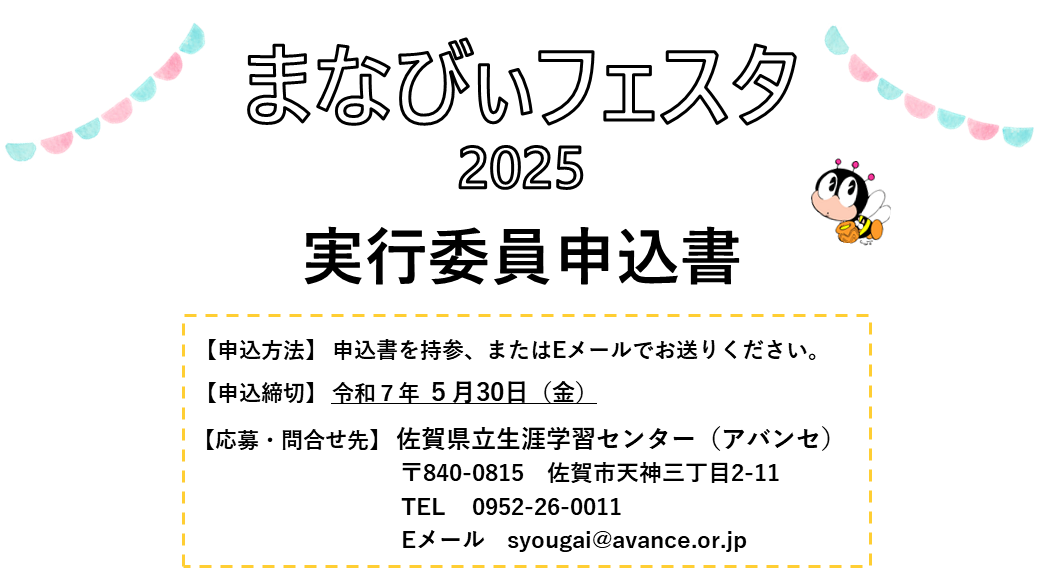 まなびぃフェスタ
2025
実行委員申込書
【申込方法】 申込書を持参、またはEメールでお送りください。
【申込締切】 令和７年 ５月30日（金）
【応募・問合せ先】 佐賀県立生涯学習センター（アバンセ）
〒840-0815　佐賀市天神三丁目2-11
TEL　0952-26-0011
Eメール　syougai@avance.or.jp